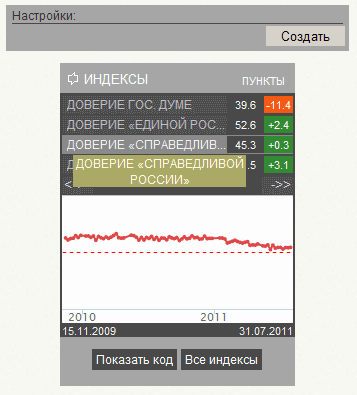 Настройки:
Создать
ИНДЕКСЫ ПУНКТЫ
ДОВЕРИЕ ГОС. ДУМЕ 39.6 -11.4
ДОВЕРИЕ «ЕДИНОЙ РОС... 52.6 +2.4
ДОВЕРИЕ «СПРАВЕДЛИВ... 45.3 +0.3
.5 +3.1
ДОВЕРИЕ «СПРАВЕДЛИВОЙ
РОССИИ»
->>
2010 2011
15.11.2009 31.07.2011
Показать код Все индексы